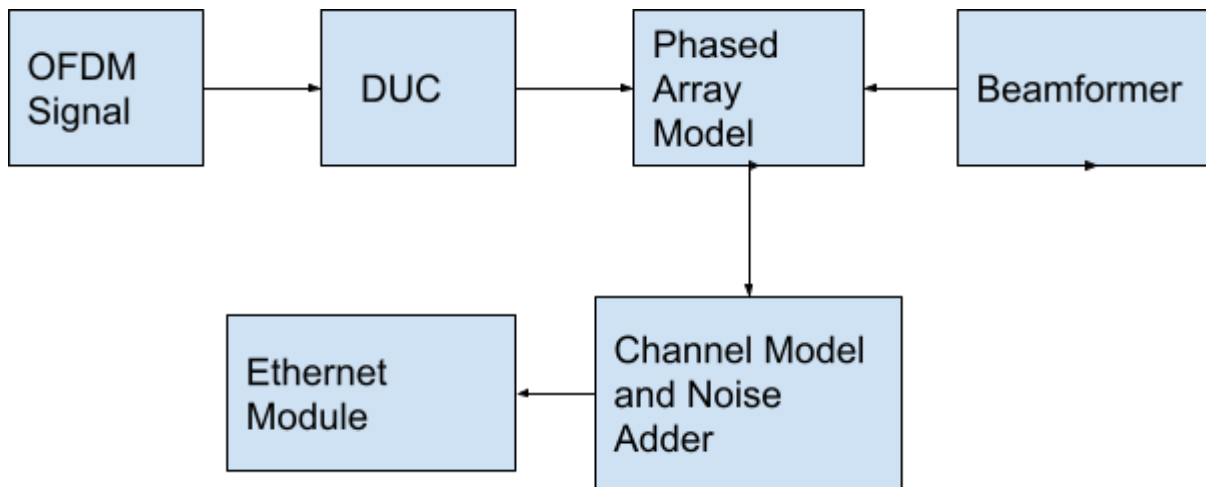 OFDM
Signal
DUC
Phased
Array
Model
Beamformer
Ethernet
Module
Channel Model
and Noise
Adder